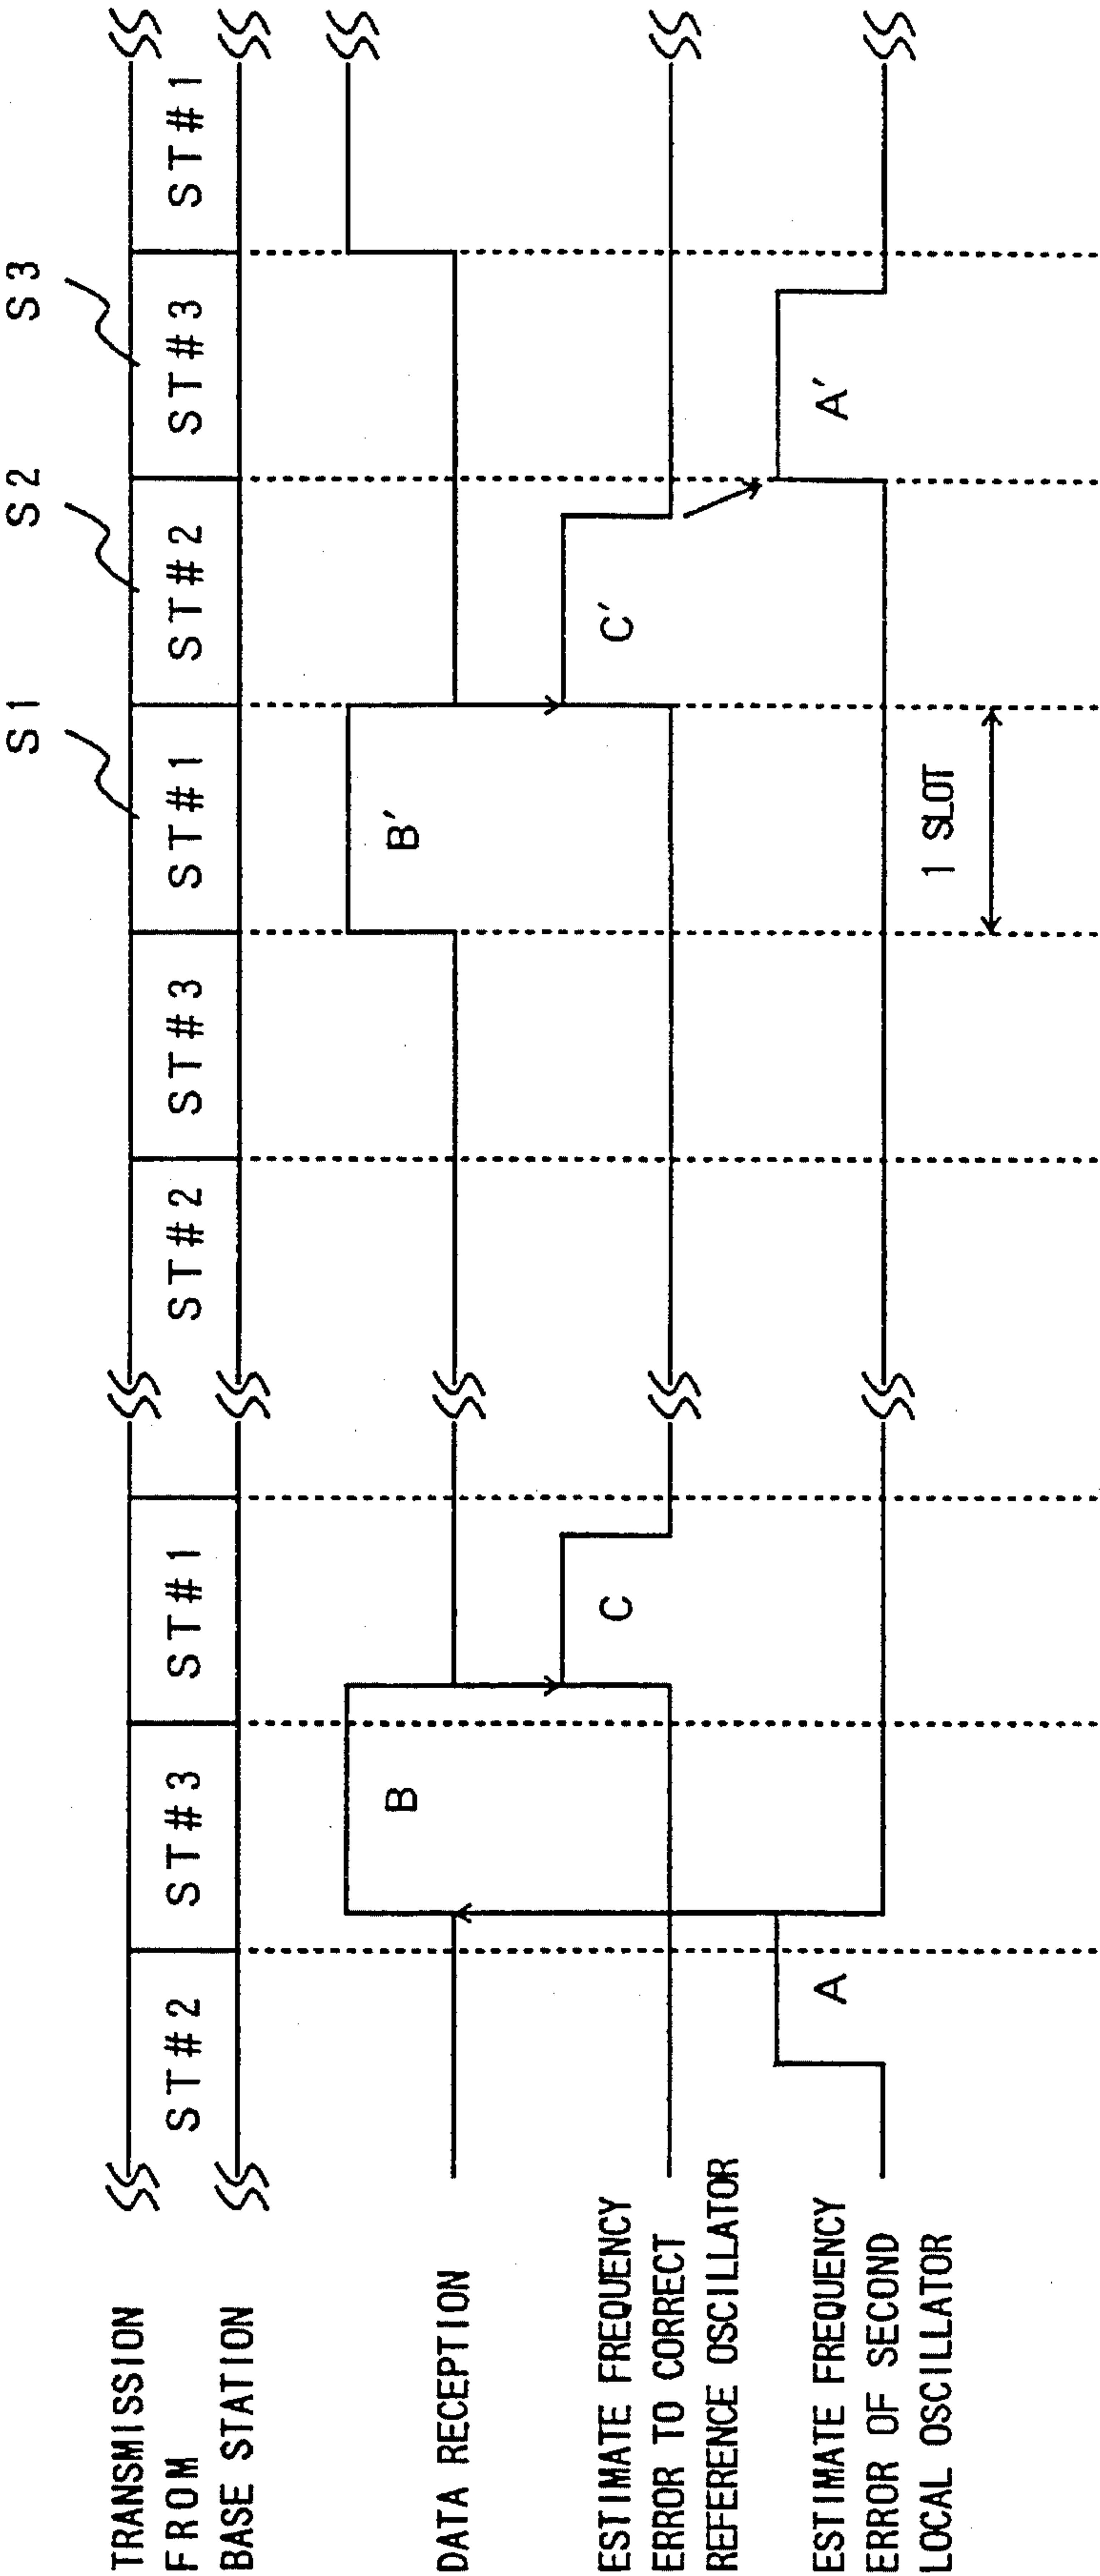 S1
S2
S3
TRANSMISSION
FROM
BASE STATION
ST#2
ST#3
ST#1
ST#2
ST#3
ST#1
ST#2
ST#3
ST#1
DATA RECEPTION
B
B'
ESTIMATE FREQUENCY
ERROR TO CORRECT
REFERENCE OSCILLATOR
C
C'
ESTIMATE FREQUENCY
ERROR OF SECOND
LOCAL OSCILLATOR
A
A'
1 SLOT